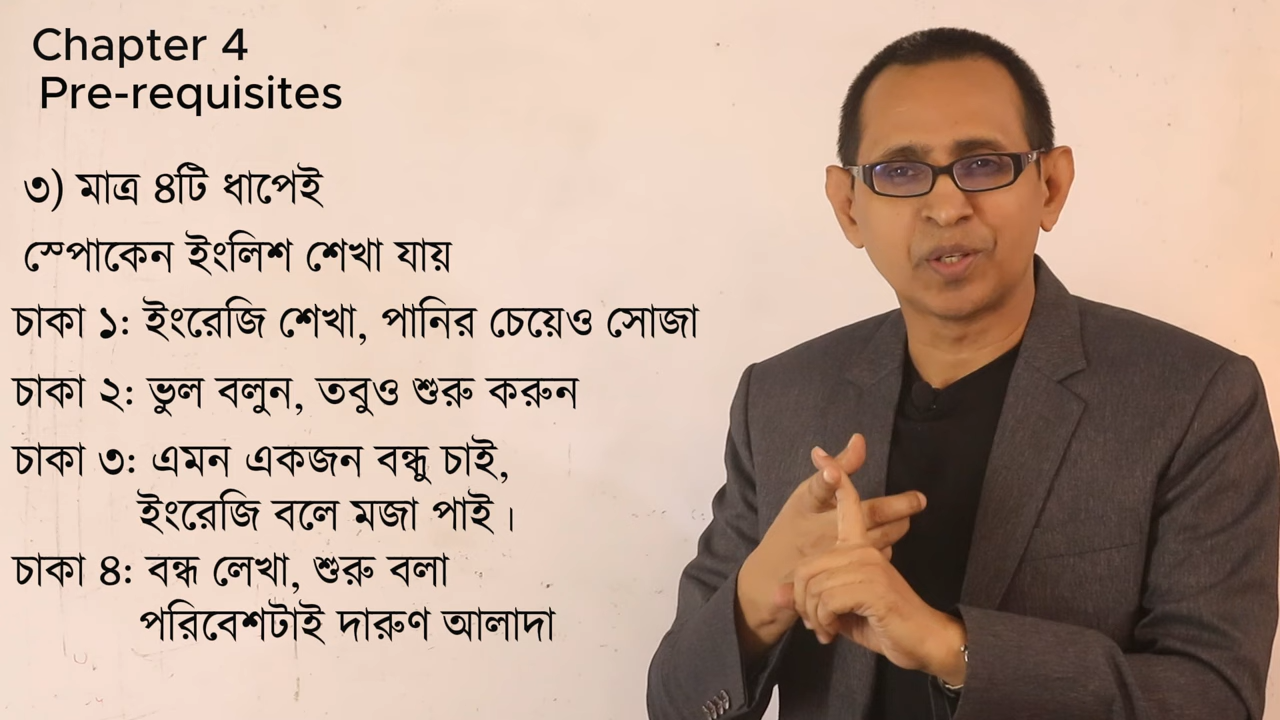 Chapter 4
Pre-requisites
৩) মাত্র ৪টি ধাপেই
স্পোকেন ইংলিশ শেখা যায়
চাকা ১: ইংরেজি শেখা, পানির চেয়েও সোজা
চাকা ২: ভুল বলুন, তবুও শুরু করুন
চাকা ৩: এমন একজন বন্ধু চাই,
ইংরেজি বলে মজা পাই।
চাকা ৪: বন্ধ লেখা, শুরু বলা
পরিবেশটাই দারুণ আলাদা